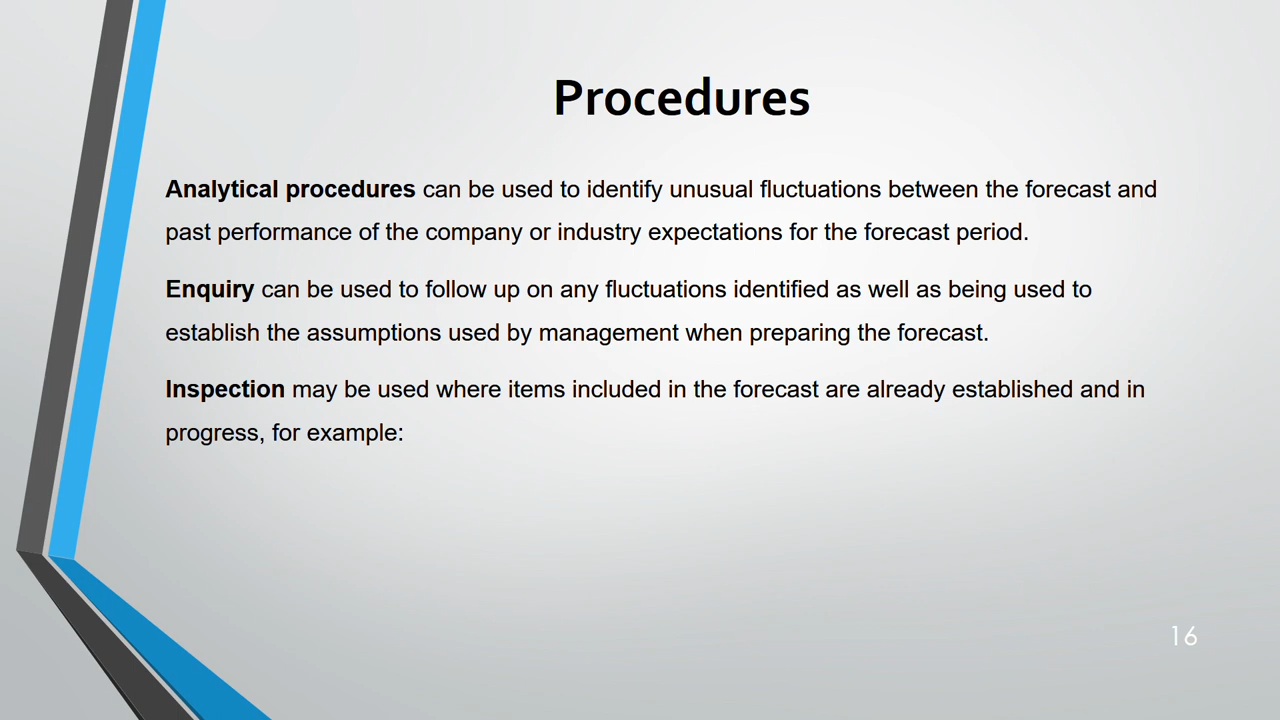 Procedures
Analytical procedures can be used to identify unusual fluctuations between the forecast and
past performance of the company or industry expectations for the forecast period.
Enquiry can be used to follow up on any fluctuations identified as well as being used to
establish the assumptions used by management when preparing the forecast.
Inspection may be used where items included in the forecast are already established and in
progress, for example:
16